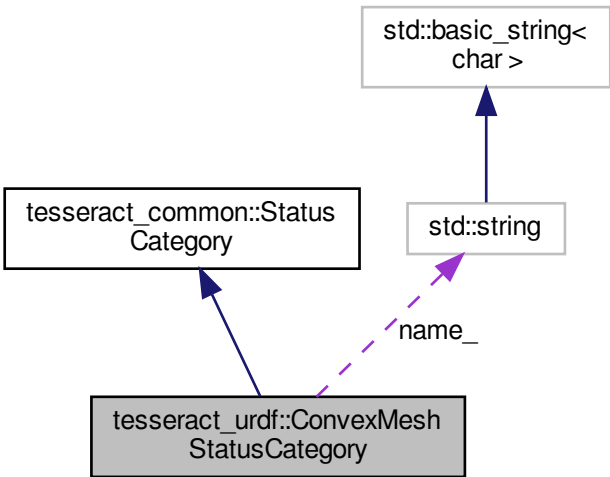 std::basic_string<
char >
tesseract_common::Status
Category
std::string
name_
tesseract_urdf::ConvexMesh
StatusCategory